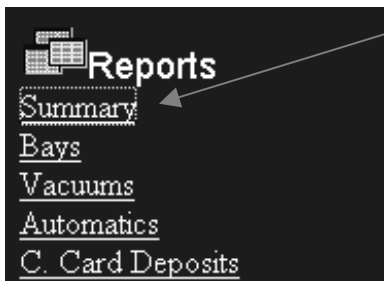 Reports
Summary
Bays
Vacuums
Automatics
C. Card Deposits